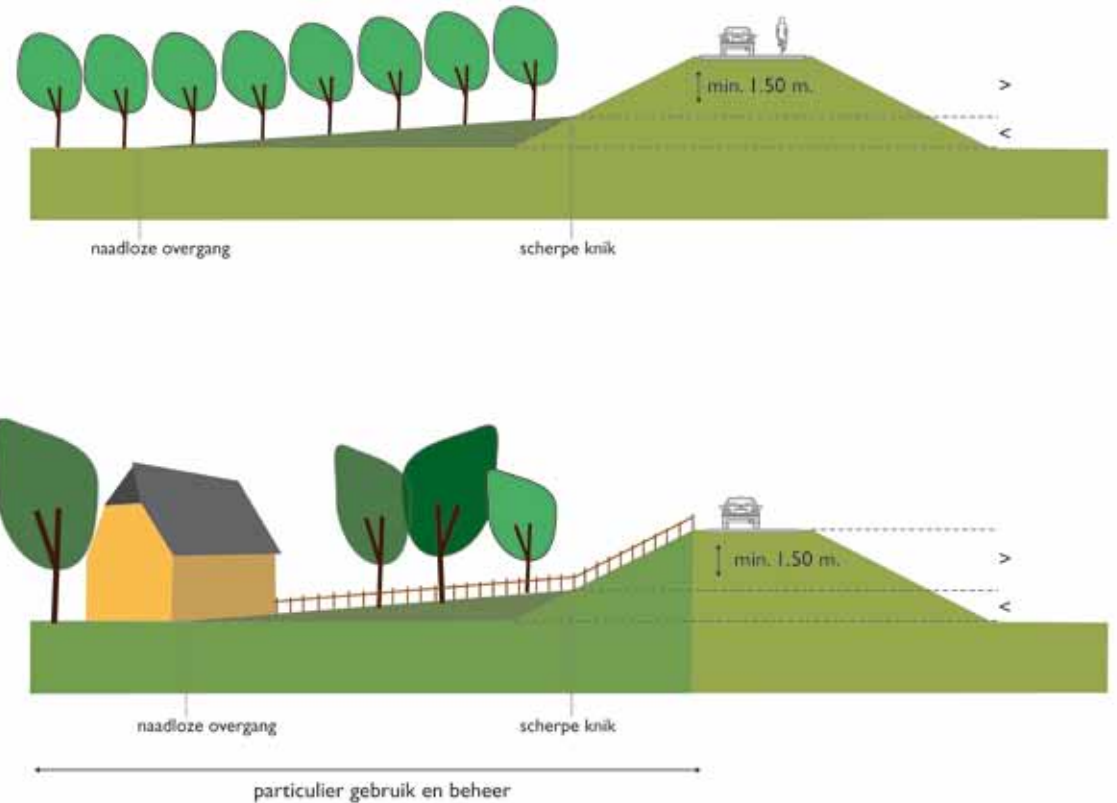 min. 1.50 m.
>
<
naadloze overgang
scherpe knik
min. 1.50 m.
>
<
naadloze overgang
scherpe knik
particulier gebruik en beheer